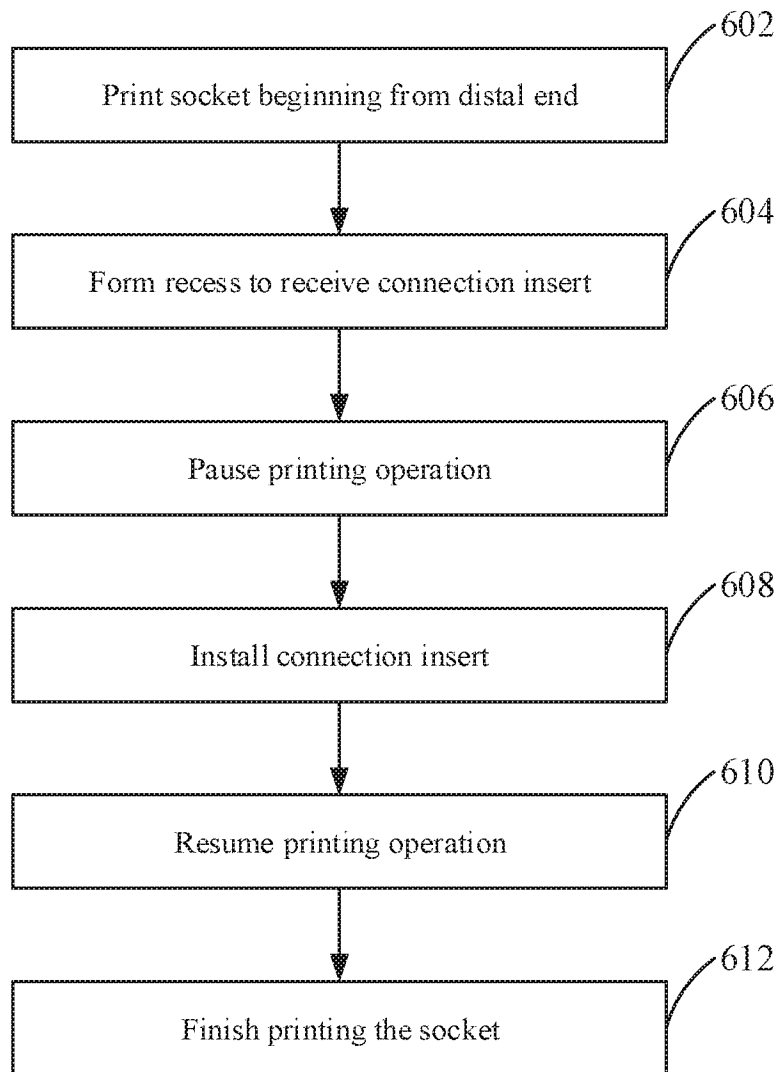 602
Print socket beginning from distal end
604
Form recess to receive connection insert
606
Pause printing operation
608
Install connection insert
610
Resume printing operation
612
Finish printing the socket